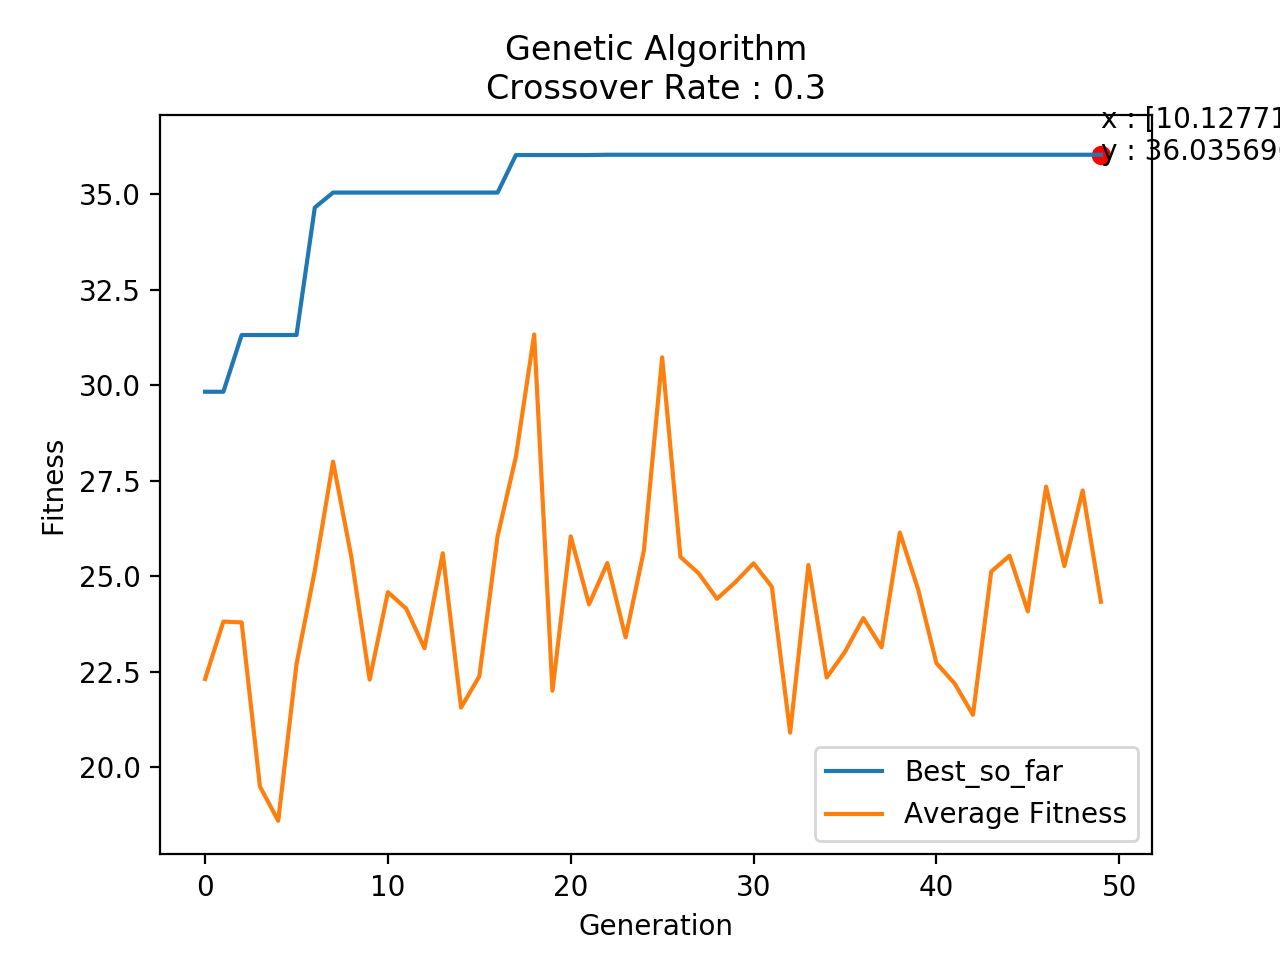 Genetic Algorithm
Crossover Rate : 0.3
x : [10.12771
y : 36.03569
35.0
32.5
30.0
27.5
25.0
22.5
20.0
Fitness
Best_so_far
Average Fitness
0 10 20 30 40 50
Generation